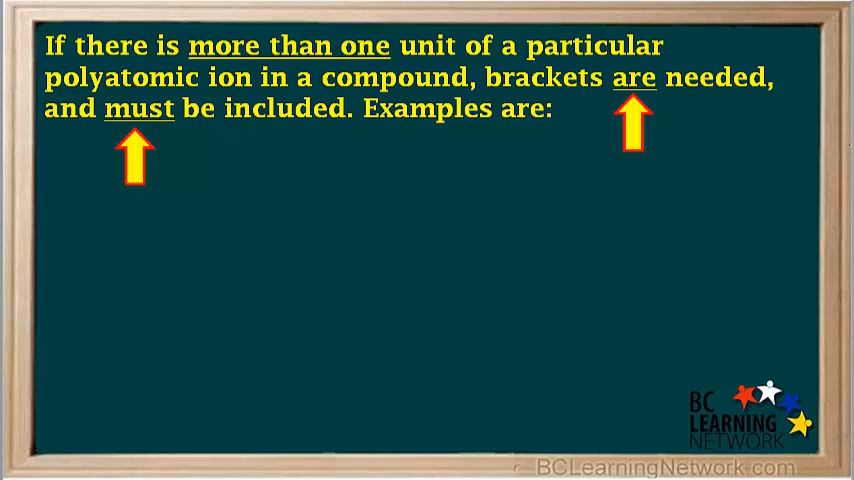 If there is more than one unit of a particular
polyatomic ion in a compound, brackets are needed,
and must be included. Examples are:
BC
LEARNING
NETWORK
BCLearningNetwork.com